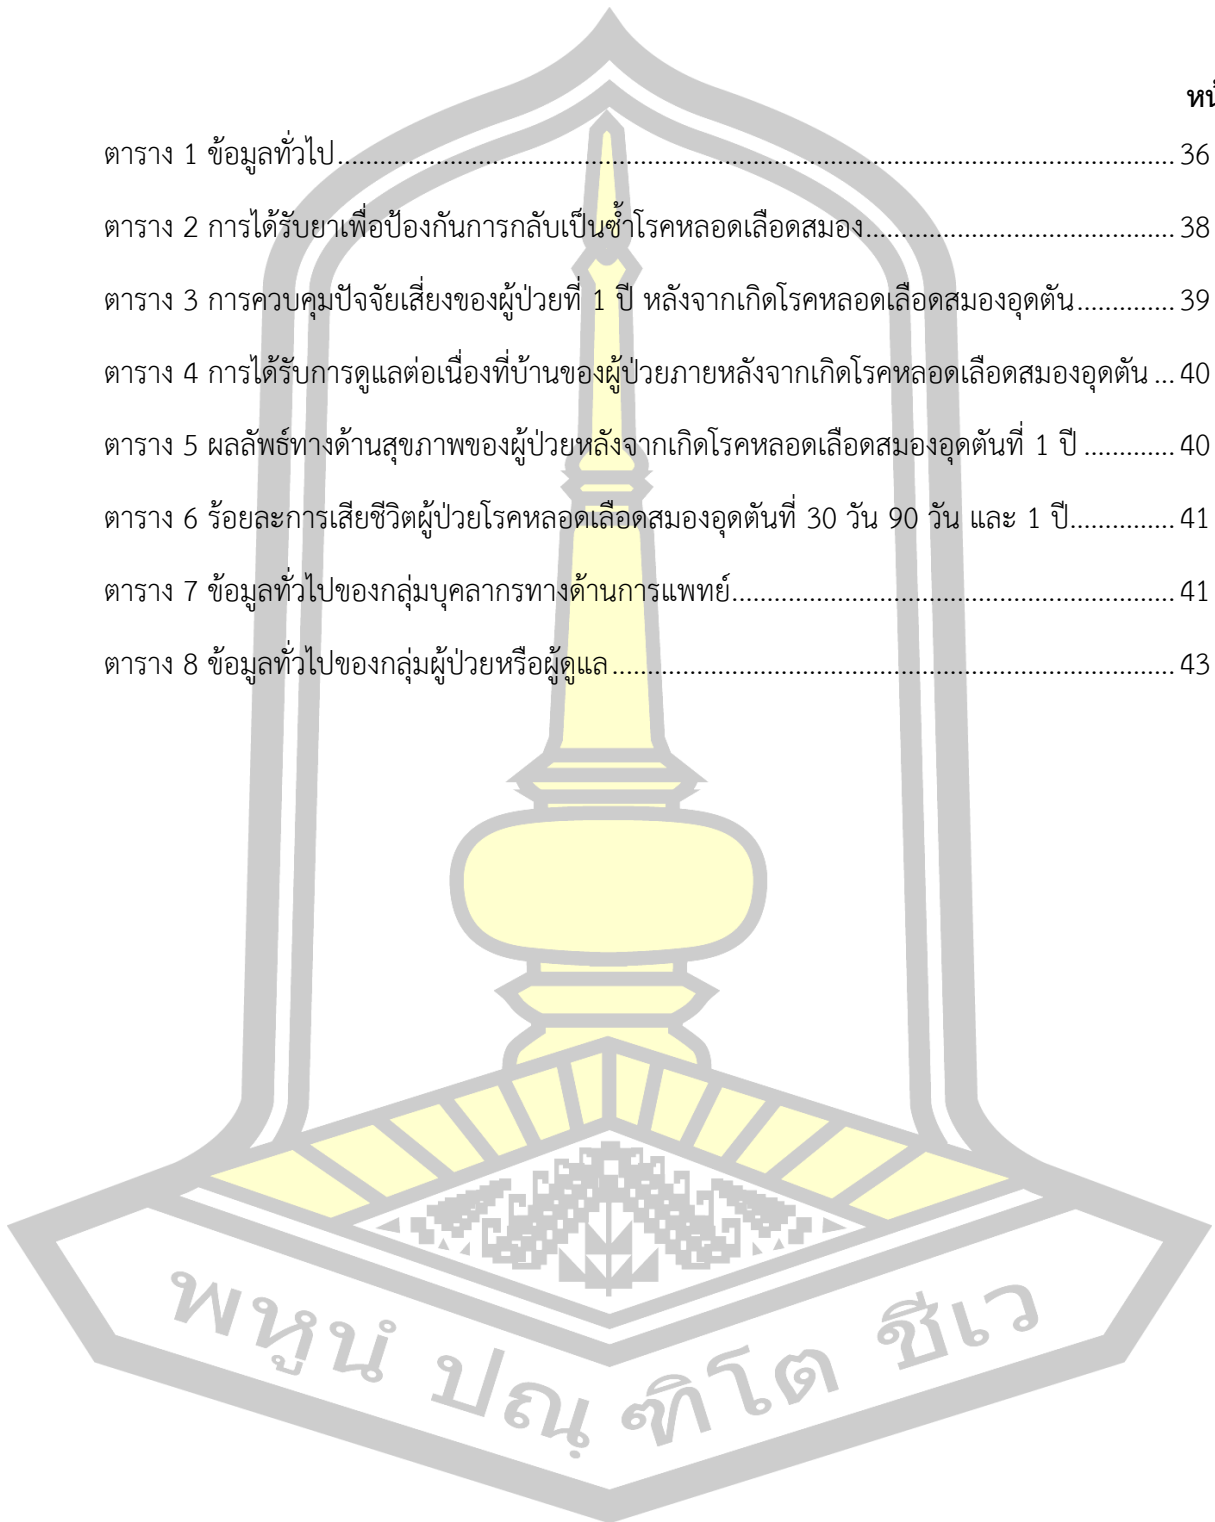 ตาราง 1 ข้อมูลทั่วไป.......... 36
ตาราง 2 การได้รับยาเพื่อป้องกันการกลับเป็นซ้ำโรคหลอดเลือดสมอง.......... 38
ตาราง 3 การควบคุมปัจจัยเสี่ยงของผู้ป่วยที่ 1 ปี หลังจากเกิดโรคหลอดเลือดสมองอุดตัน.......... 39
ตาราง 4 การได้รับการดูแลต่อเนื่องที่บ้านของผู้ป่วยภายหลังจากเกิดโรคหลอดเลือดสมองอุดตัน ... 40
ตาราง 5 ผลลัพธ์ทางด้านสุขภาพของผู้ป่วยหลังจากเกิดโรคหลอดเลือดสมองอุดตันที่ 1 ปี .......... 40
ตาราง 6 ร้อยละการเสียชีวิตผู้ป่วยโรคหลอดเลือดสมองอุดตันที่ 30 วัน 90 วัน และ 1 ปี.......... 41
ตาราง 7 ข้อมูลทั่วไปของกลุ่มบุคลากรทางด้านการแพทย์.......... 41
ตาราง 8 ข้อมูลทั่วไปของกลุ่มผู้ป่วยหรือผู้ดูแล.......... 43
พหูนํ ปณฺ ฑิโต ชีเว